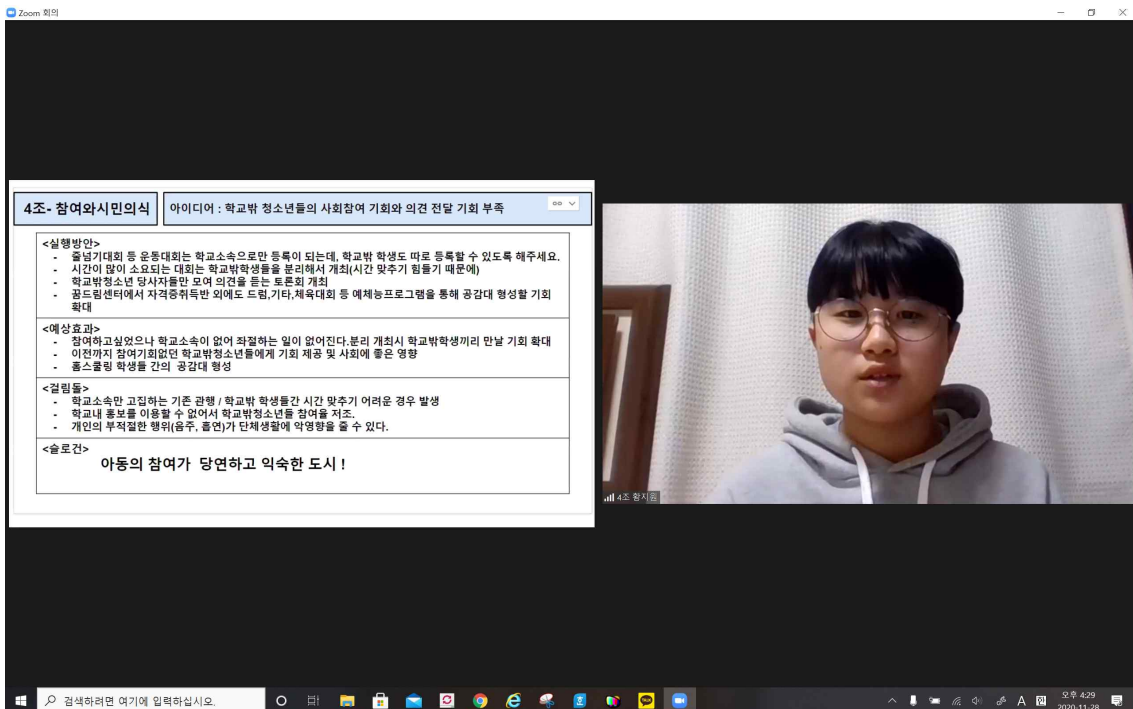 Zoom 회의
4조- 참여와시민의식
아이디어 : 학교밖 청소년들의 사회참여 기회와 의견 전달 기회 부족
<실행방안>
- 줄넘기대회 등 운동대회는 학교소속으로만 등록이 되는데, 학교밖 학생도 따로 등록할 수 있도록 해주세요.
- 시간이 많이 소요되는 대회는 학교밖학생들을 분리해서 개최(시간 맞추기 힘들기 때문에)
- 학교밖청소년 당사자들만 모여 의견을 듣는 토론회 개최
- 꿈드림센터에서 자격증취득반 외에도 드럼,기타,체육대회 등 예체능프로그램을 통해 공감대 형성할 기회
확대
<예상효과>
- 참여하고싶었으나 학교소속이 없어 좌절하는 일이 없어진다.분리 개최시 학교밖학생끼리 만날 기회 확대
- 이전까지 참여기회없던 학교밖청소년들에게 기회 제공 및 사회에 좋은 영향
- 홈스쿨링 학생들 간의 공감대 형성
<걸림돌>
- 학교소속만 고집하는 기존 관행 / 학교밖 학생들간 시간 맞추기 어려운 경우 발생
- 학교내 홍보를 이용할 수 없어서 학교밖청소년들 참여율 저조.
- 개인의 부적절한 행위(음주, 흡연)가 단체생활에 악영향을 줄 수 있다.
<슬로건>
아동의 참여가 당연하고 익숙한 도시 !
4조 황지원
검색하려면 여기에 입력하십시오.
A
오후 4:29
2020-11-28